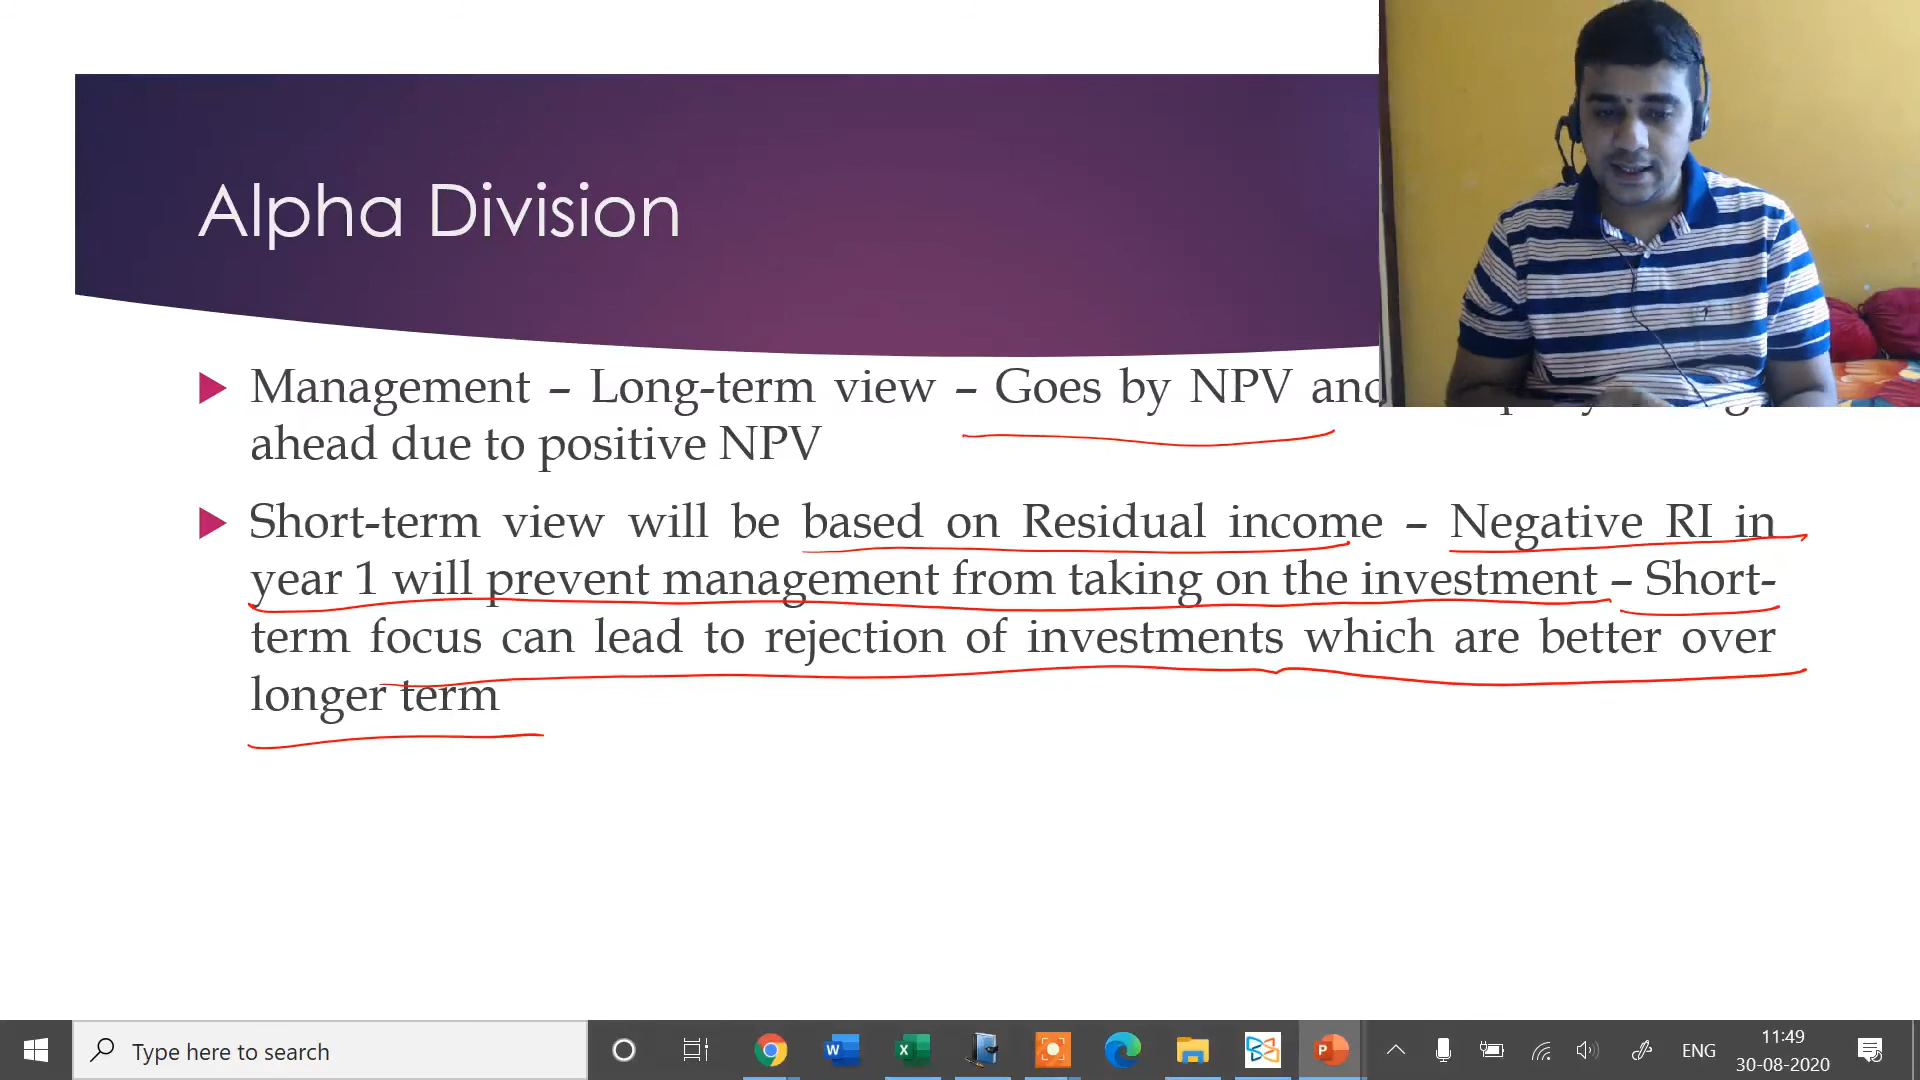 Alpha Division
Management – Long-term view – Goes by NPV and
ahead due to positive NPV
Short-term view will be based on Residual income – Negative RI in
year 1 will prevent management from taking on the investment – Short-
term focus can lead to rejection of investments which are better over
longer term
Type here to search
ENG
11:49
30-08-2020